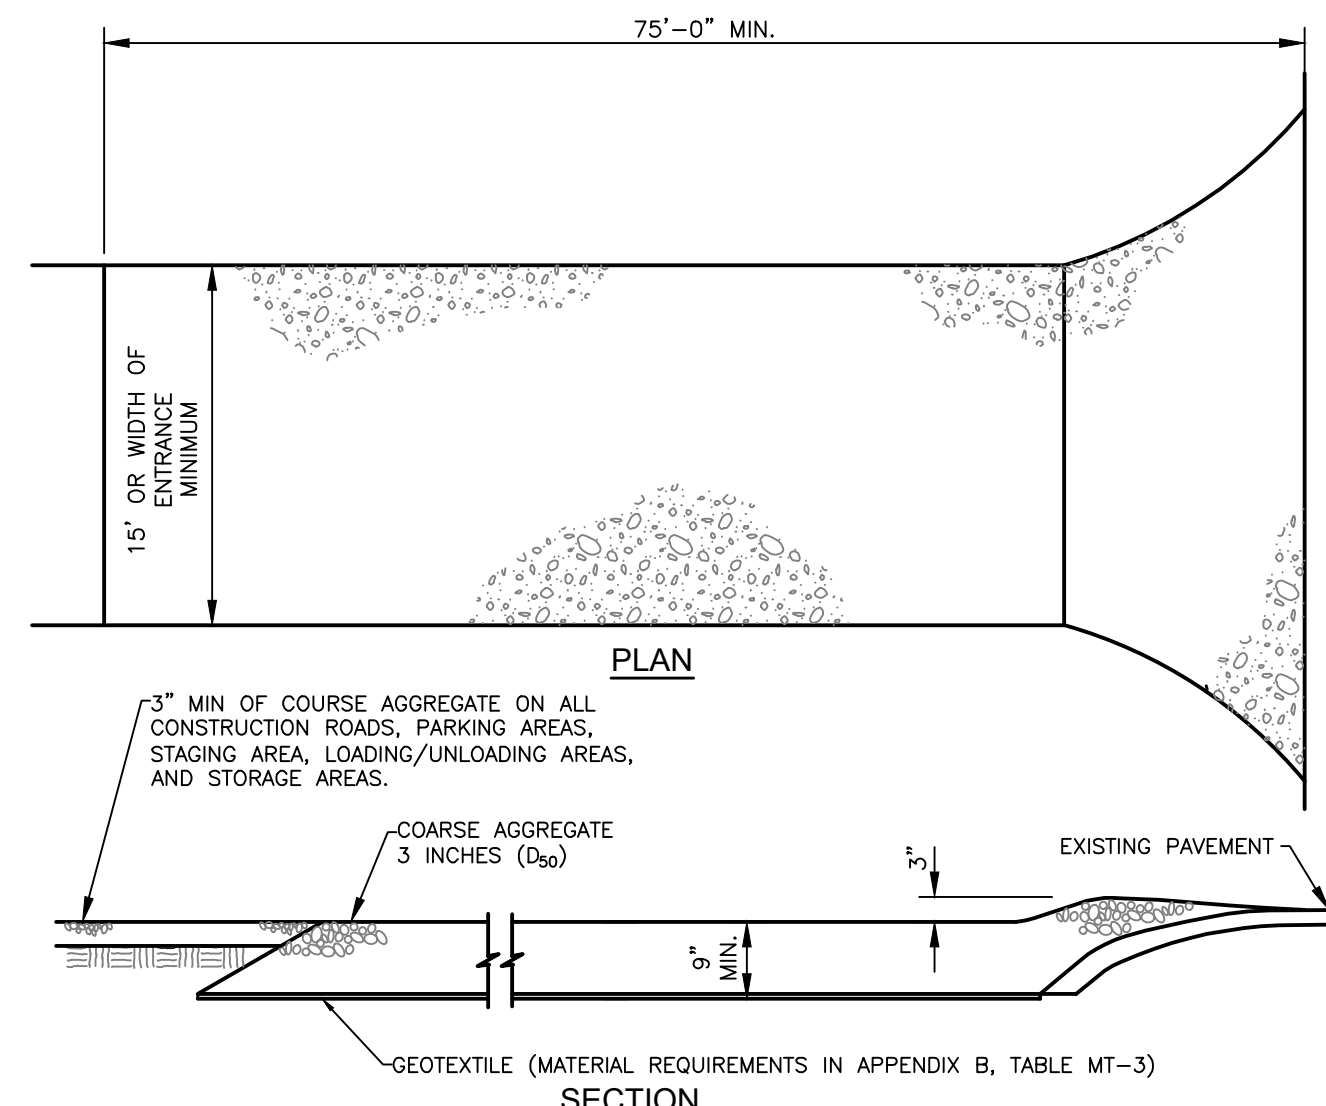 75'-0" MIN.
15' OR WIDTH OF
ENTRANCE
MINIMUM
PLAN
3" MIN OF COURSE AGGREGATE ON ALL
CONSTRUCTION ROADS, PARKING AREAS,
STAGING AREA, LOADING/UNLOADING AREAS,
AND STORAGE AREAS.
COARSE AGGREGATE
3 INCHES (D50)
3"
EXISTING PAVEMENT
9"
MIN.
GEOTEXTILE (MATERIAL REQUIREMENTS IN APPENDIX B, TABLE MT-3)
SECTION